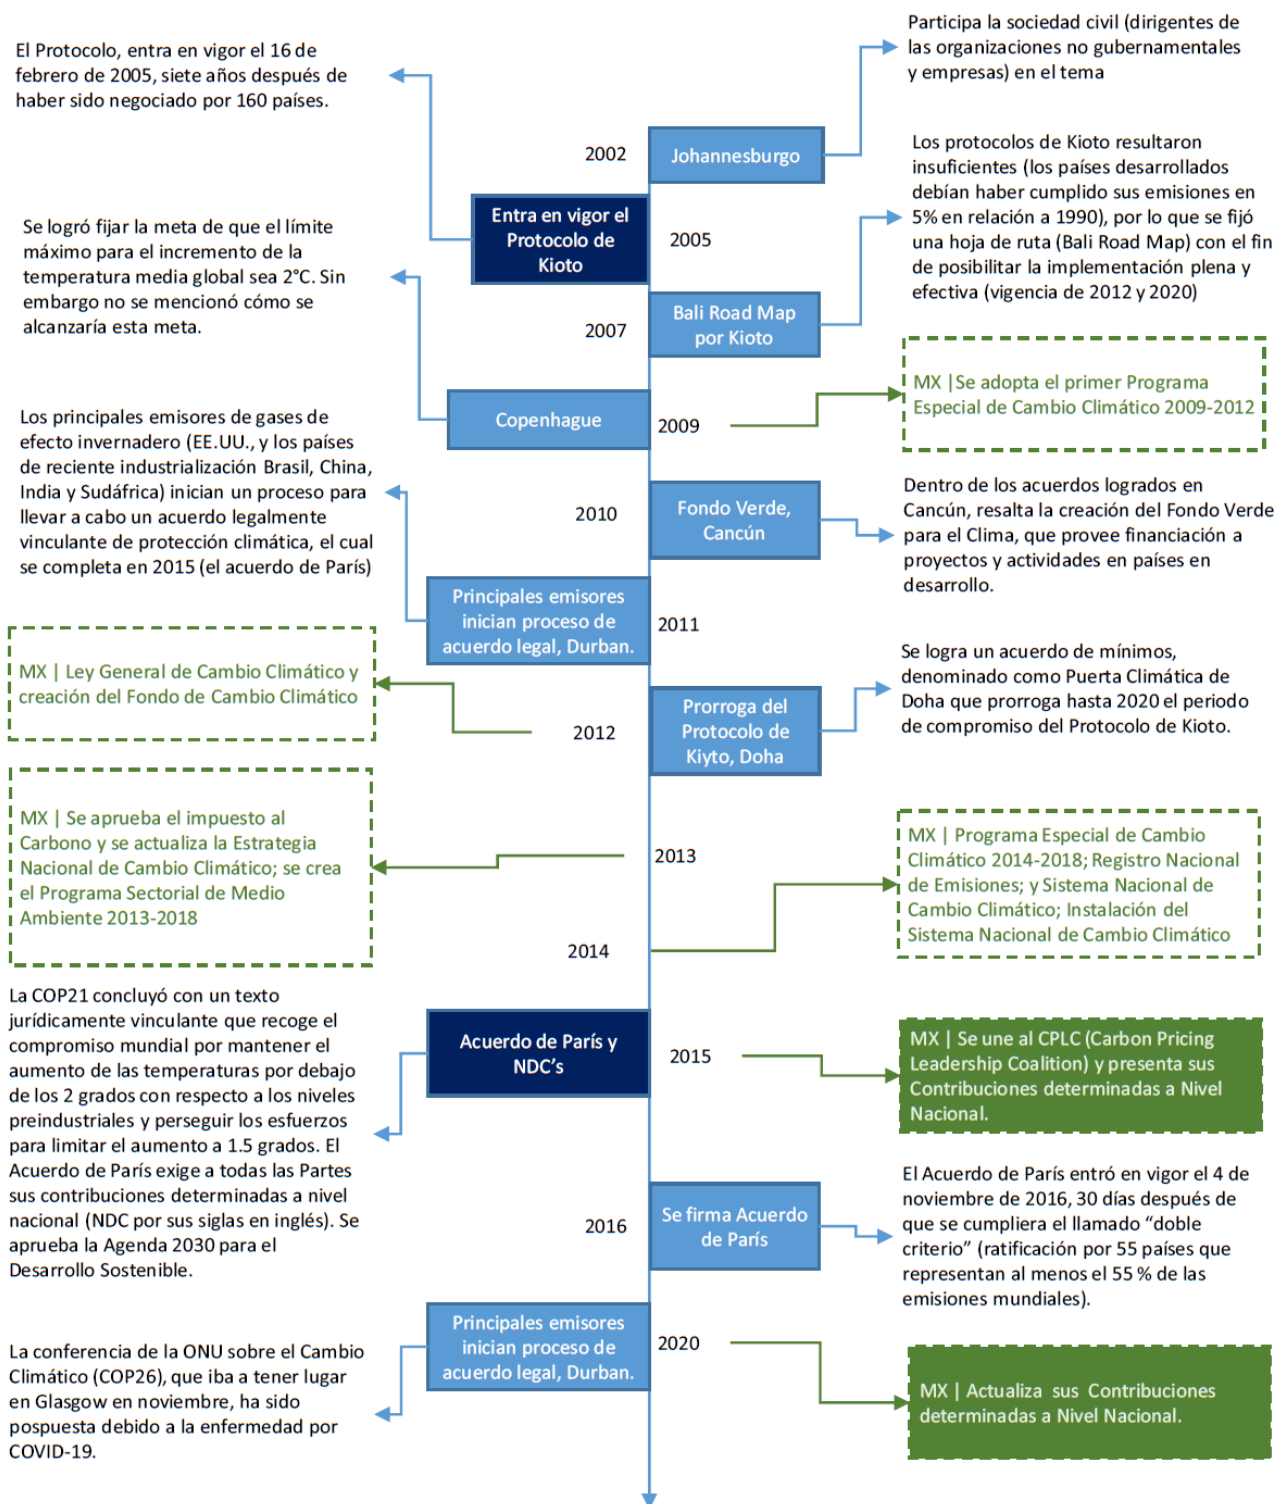 Participa la sociedad civil (dirigentes de
las organizaciones no gubernamentales
y empresas) en el tema
El Protocolo, entra en vigor el 16 de
febrero de 2005, siete años después de
haber sido negociado por 160 países.
2002
Johannesburgo
Los protocolos de Kioto resultaron
insuficientes (los países desarrollados
debían haber cumplido sus emisiones en
5% en relación a 1990), por lo que se fijó
una hoja de ruta (Bali Road Map) con el fin
de posibilitar la implementación plena y
efectiva (vigencia de 2012 y 2020)
Entra en vigor el
Protocolo de
Kioto
2005
Se logró fijar la meta de que el límite
máximo para el incremento de la
temperatura media global sea 2°C. Sin
embargo no se mencionó cómo se
alcanzaría esta meta.
2007
Bali Road Map
por Kioto
MX |Se adopta el primer Programa
Especial de Cambio Climático 2009-2012
Copenhague
2009
Los principales emisores de gases de
efecto invernadero (EE.UU., y los países
de reciente industrialización Brasil, China,
India y Sudáfrica) inician un proceso para
llevar a cabo un acuerdo legalmente
vinculante de protección climática, el cual
se completa en 2015 (el acuerdo de París)
2010
Fondo Verde,
Cancún
Dentro de los acuerdos logrados en
Cancún, resalta la creación del Fondo Verde
para el Clima, que provee financiación a
proyectos y actividades en países en
desarrollo.
Principales emisores
inician proceso de
acuerdo legal, Durban.
2011
MX | Ley General de Cambio Climático y
creación del Fondo de Cambio Climático
2012
Prorroga del
Protocolo de
Kiyto, Doha
Se logra un acuerdo de mínimos,
denominado como Puerta Climática de
Doha que prorroga hasta 2020 el periodo
de compromiso del Protocolo de Kioto.
MX | Se aprueba el impuesto al
Carbono y se actualiza la Estrategia
Nacional de Cambio Climático; se crea
el Programa Sectorial de Medio
Ambiente 2013-2018
2013
MX | Programa Especial de Cambio
Climático 2014-2018; Registro Nacional
de Emisiones; y Sistema Nacional de
Cambio Climático; Instalación del
Sistema Nacional de Cambio Climático
2014
La COP21 concluyó con un texto
jurídicamente vinculante que recoge el
compromiso mundial por mantener el
aumento de las temperaturas por debajo
de los 2 grados con respecto a los niveles
preindustriales y perseguir los esfuerzos
para limitar el aumento a 1.5 grados. El
Acuerdo de París exige a todas las Partes
sus contribuciones determinadas a nivel
nacional (NDC por sus siglas en inglés). Se
aprueba la Agenda 2030 para el
Desarrollo Sostenible.
Acuerdo de París y
NDC’s
2015
MX | Se une al CPLC (Carbon Pricing
Leadership Coalition) y presenta sus
Contribuciones determinadas a Nivel
Nacional.
2016
Se firma Acuerdo
de París
El Acuerdo de París entró en vigor el 4 de
noviembre de 2016, 30 días después de
que se cumpliera el llamado “doble
criterio” (ratificación por 55 países que
representan al menos el 55 % de las
emisiones mundiales).
Principales emisores
inician proceso de
acuerdo legal, Durban.
2020
La conferencia de la ONU sobre el Cambio
Climático (COP26), que iba a tener lugar
en Glasgow en noviembre, ha sido
pospuesta debido a la enfermedad por
COVID-19.
MX | Actualiza sus Contribuciones
determinadas a Nivel Nacional.